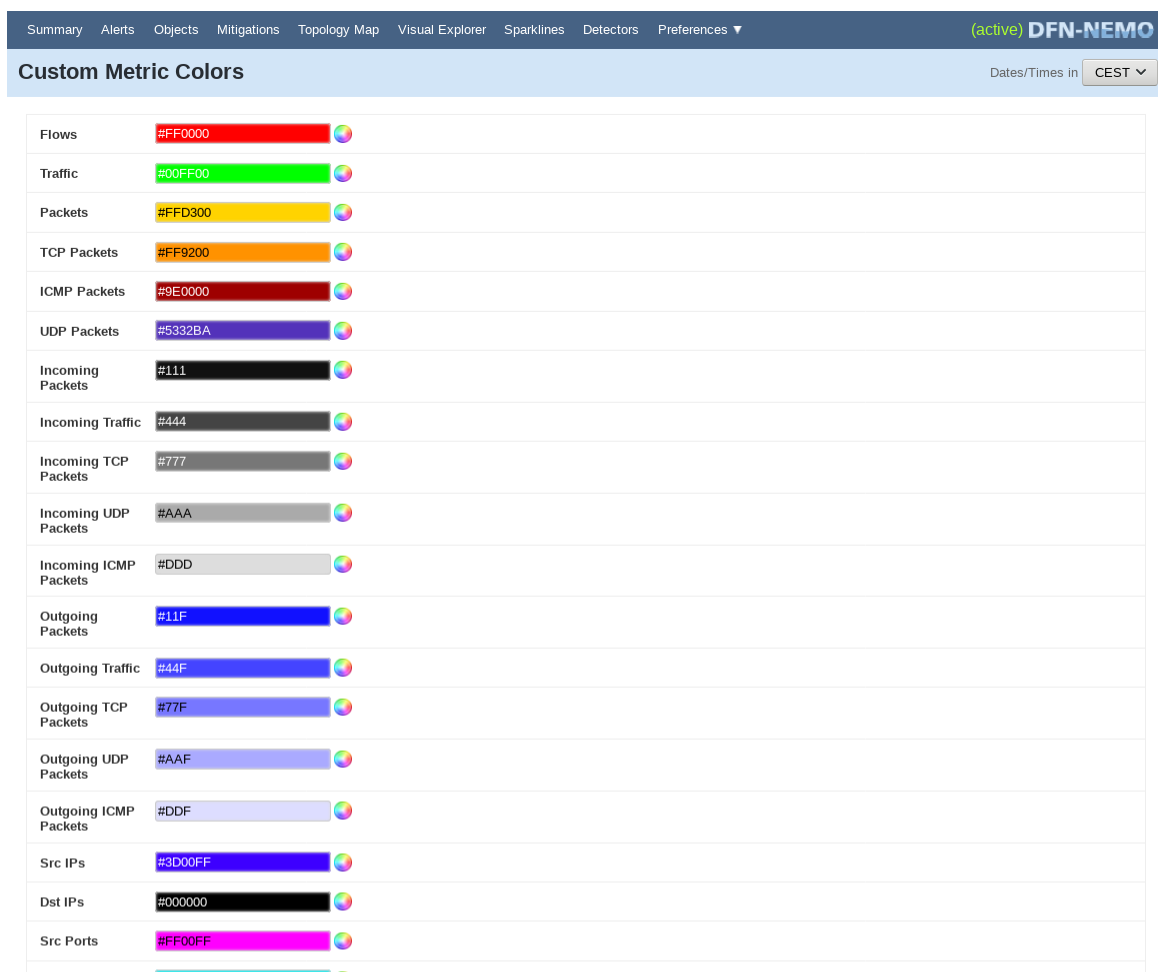 Summary Alerts Objects Mitigations Topology Map Visual Explorer Sparklines Detectors Preferences ▼ (active) DFN-NEMO
Custom Metric Colors Dates/Times in CEST
Flows #FF0000
Traffic #00FF00
Packets #FFD300
TCP Packets #FF9200
ICMP Packets #9E0000
UDP Packets #5332BA
Incoming #111
Packets
Incoming Traffic #444
Incoming TCP #777
Packets
Incoming UDP #AAA
Packets
Incoming ICMP #DDD
Packets
Outgoing #11F
Packets
Outgoing Traffic #44F
Outgoing TCP #77F
Packets
Outgoing UDP #AAF
Packets
Outgoing ICMP #DDF
Packets
Src IPs #3D00FF
Dst IPs #000000
Src Ports #FF00FF